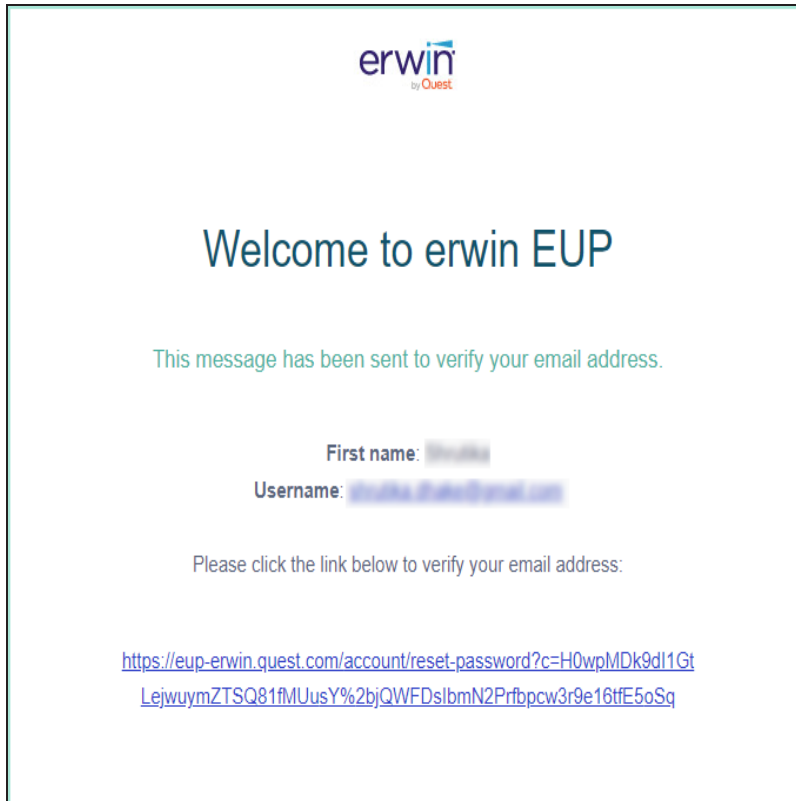 erwin
by Quest
Welcome to erwin EUP
This message has been sent to verify your email address.
First name:
Username:
Please click the link below to verify your email address:
https://eup-erwin.quest.com/account/reset-password?c=H0wpMDk9dI1Gt
LejwuymZTSQ81fMUusY%2bjQWFDsIbmN2Prfbpcw3r9e16tfE5oSq